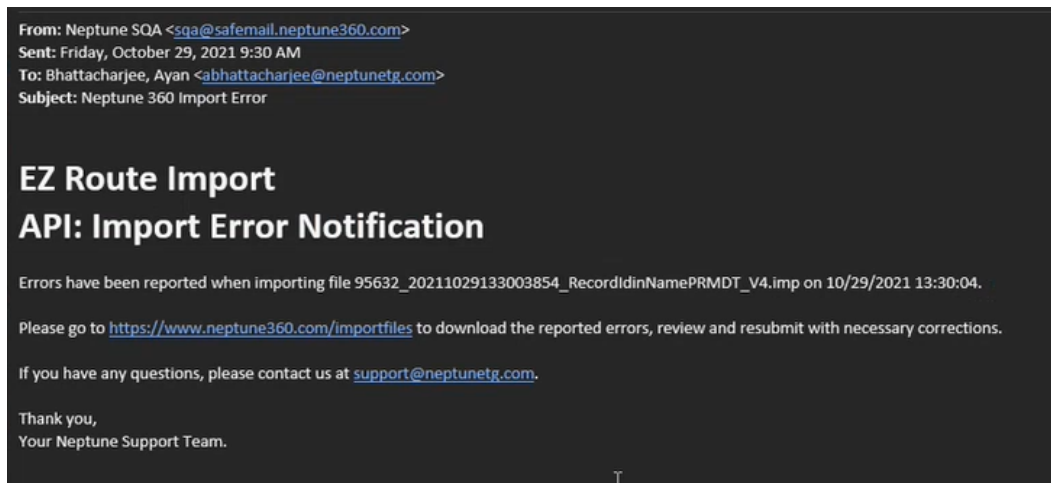 From: Neptune SQA <sqa@safemail.neptune360.com>
Sent: Friday, October 29, 2021 9:30 AM
To: Bhattacharjee, Ayan <abhattacharjee@neptunetg.com>
Subject: Neptune 360 Import Error
EZ Route Import
API: Import Error Notification
Errors have been reported when importing file 95632_20211029133003854_RecordIdinNamePRMDT_V4.imp on 10/29/2021 13:30:04.
Please go to https://www.neptune360.com/importfiles to download the reported errors, review and resubmit with necessary corrections.
If you have any questions, please contact us at support@neptunetg.com.
Thank you,
Your Neptune Support Team.